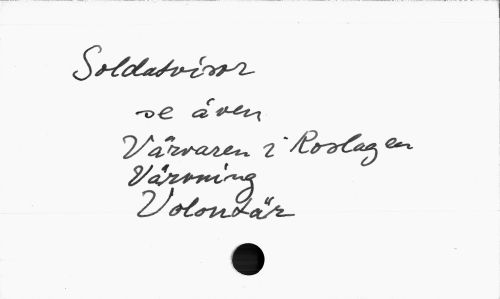 Soldatvisor
se även
Värvaren i Roslagen
Värvning
Volontär